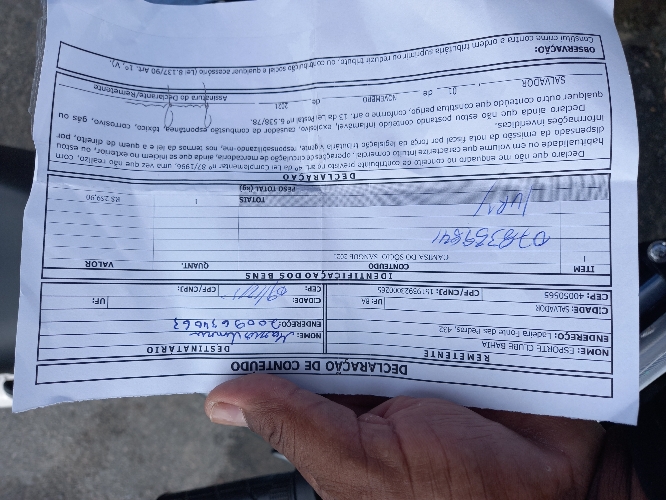 DECLARAÇÃO DE CONTEÚDO
REMETENTE
NOME: ESPORTE CLUBE BAHIA
ENDEREÇO: Ladeira Fonte das Pedras, 432
CIDADE: SALVADOR UF: BA
CEP: 40050565 CPF/CNPJ: 15193923000265
DESTINATÁRIO
NOME:
ENDEREÇO: 2009634063
CIDADE: UF:
CEP: CPF/CNPJ:
IDENTIFICAÇÃO DOS BENS
ITEM CONTEÚDO QUANT. VALOR
1 CAMISA DO SÓCIO SANGUE 202
TOTAIS 1 R$ 259,90
PESO TOTAL (kg)
DECLARAÇÃO
Declaro que não me enquadro no conceito de contribuinte previsto no art. 4º da Lei Complementar nº 87/1996, uma vez que não realizo, com
habitualidade ou em volume que caracterize intuito comercial, operações de circulação de mercadoria, ainda que se iniciem no exterior, ou estou
dispensado da emissão da nota fiscal por força da legislação tributária vigente, responsabilizando-me, nos termos da lei e a quem de direito, por
informações inverídicas.
Declaro ainda que não estou postando conteúdo inflamável, explosivo, causador de combustão espontânea, tóxico, corrosivo, gás ou
qualquer outro conteúdo que constitua perigo, conforme o art. 13 da Lei Postal nº 6.538/78.
SALVADOR, 01 de NOVEMBRO de 2021
Assinatura do Declarante/Remetente
OBSERVAÇÃO:
Constitui crime contra a ordem tributária suprimir ou reduzir tributo, ou contribuição social e qualquer acessório (Lei 8.137/90 Art. 1º, V).